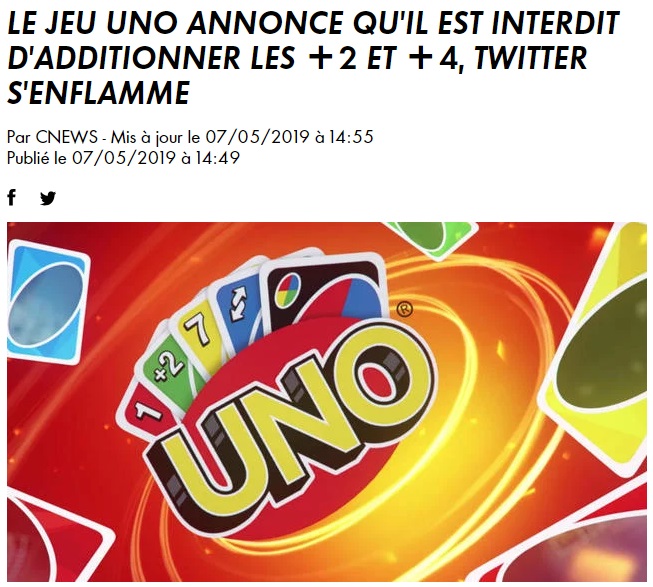 LE JEU UNO ANNONCE QU'IL EST INTERDIT
D'ADDITIONNER LES +2 ET +4, TWITTER
S'ENFLAMME
Par CNEWS - Mis à jour le 07/05/2019 à 14:55
Publié le 07/05/2019 à 14:49
1
+2
7
UNO
®